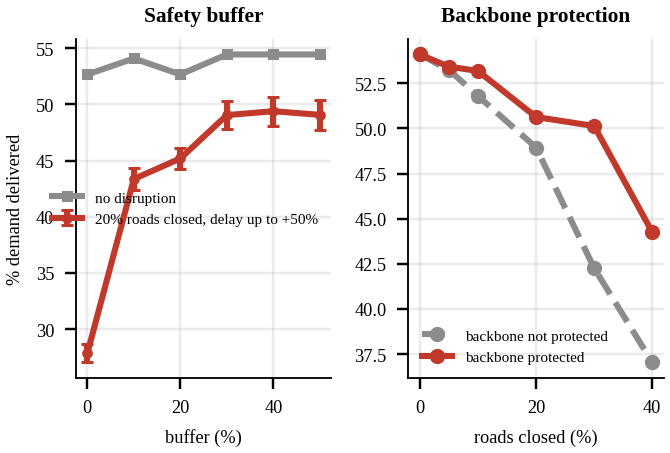 Safety buffer
55
50
45
40
35
30
% demand delivered
no disruption
20% roads closed, delay up to +50%
0
20
40
buffer (%)
Backbone protection
52.5
50.0
47.5
45.0
42.5
40.0
37.5
backbone not protected
backbone protected
0
20
40
roads closed (%)